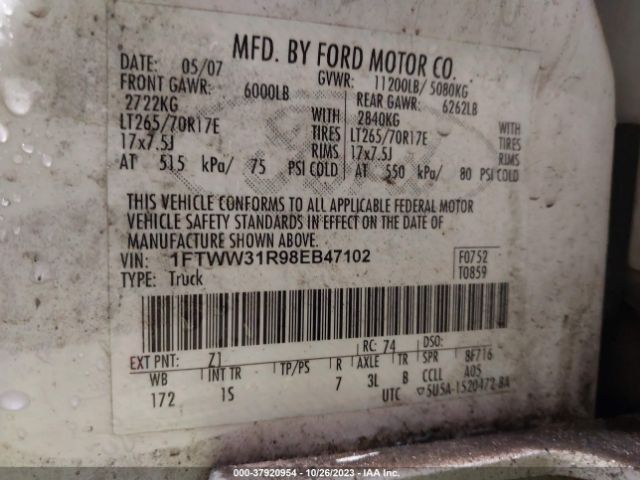 MFD. BY FORD MOTOR CO.
DATE: 05/07 GVWR: 11200LB/ 5080KG
FRONT GAWR: 6000LB REAR GAWR: 6262LB
2722KG WITH 2840KG WITH
LT265/70R17E TIRES LT265/70R17E TIRES
17x7.5J RIMS 17x7.5J RIMS
AT 515 kPa/ 75 PSI COLD AT 550 kPa/ 80 PSI COLD
THIS VEHICLE CONFORMS TO ALL APPLICABLE FEDERAL MOTOR
VEHICLE SAFETY STANDARDS IN EFFECT ON THE DATE OF
MANUFACTURE SHOWN ABOVE.
VIN: 1FTWW31R98EB47102 F0752
TYPE: Truck T0859
EXT PNT: Z1 RC: 74 DSO:
WB INT TR TP/PS R AXLE TR SPR 8F716
172 1S 7 3L B CCLL A05
UTC 5U5A-1520472-BA
000-37920954 | 10/26/2023 | IAA Inc.